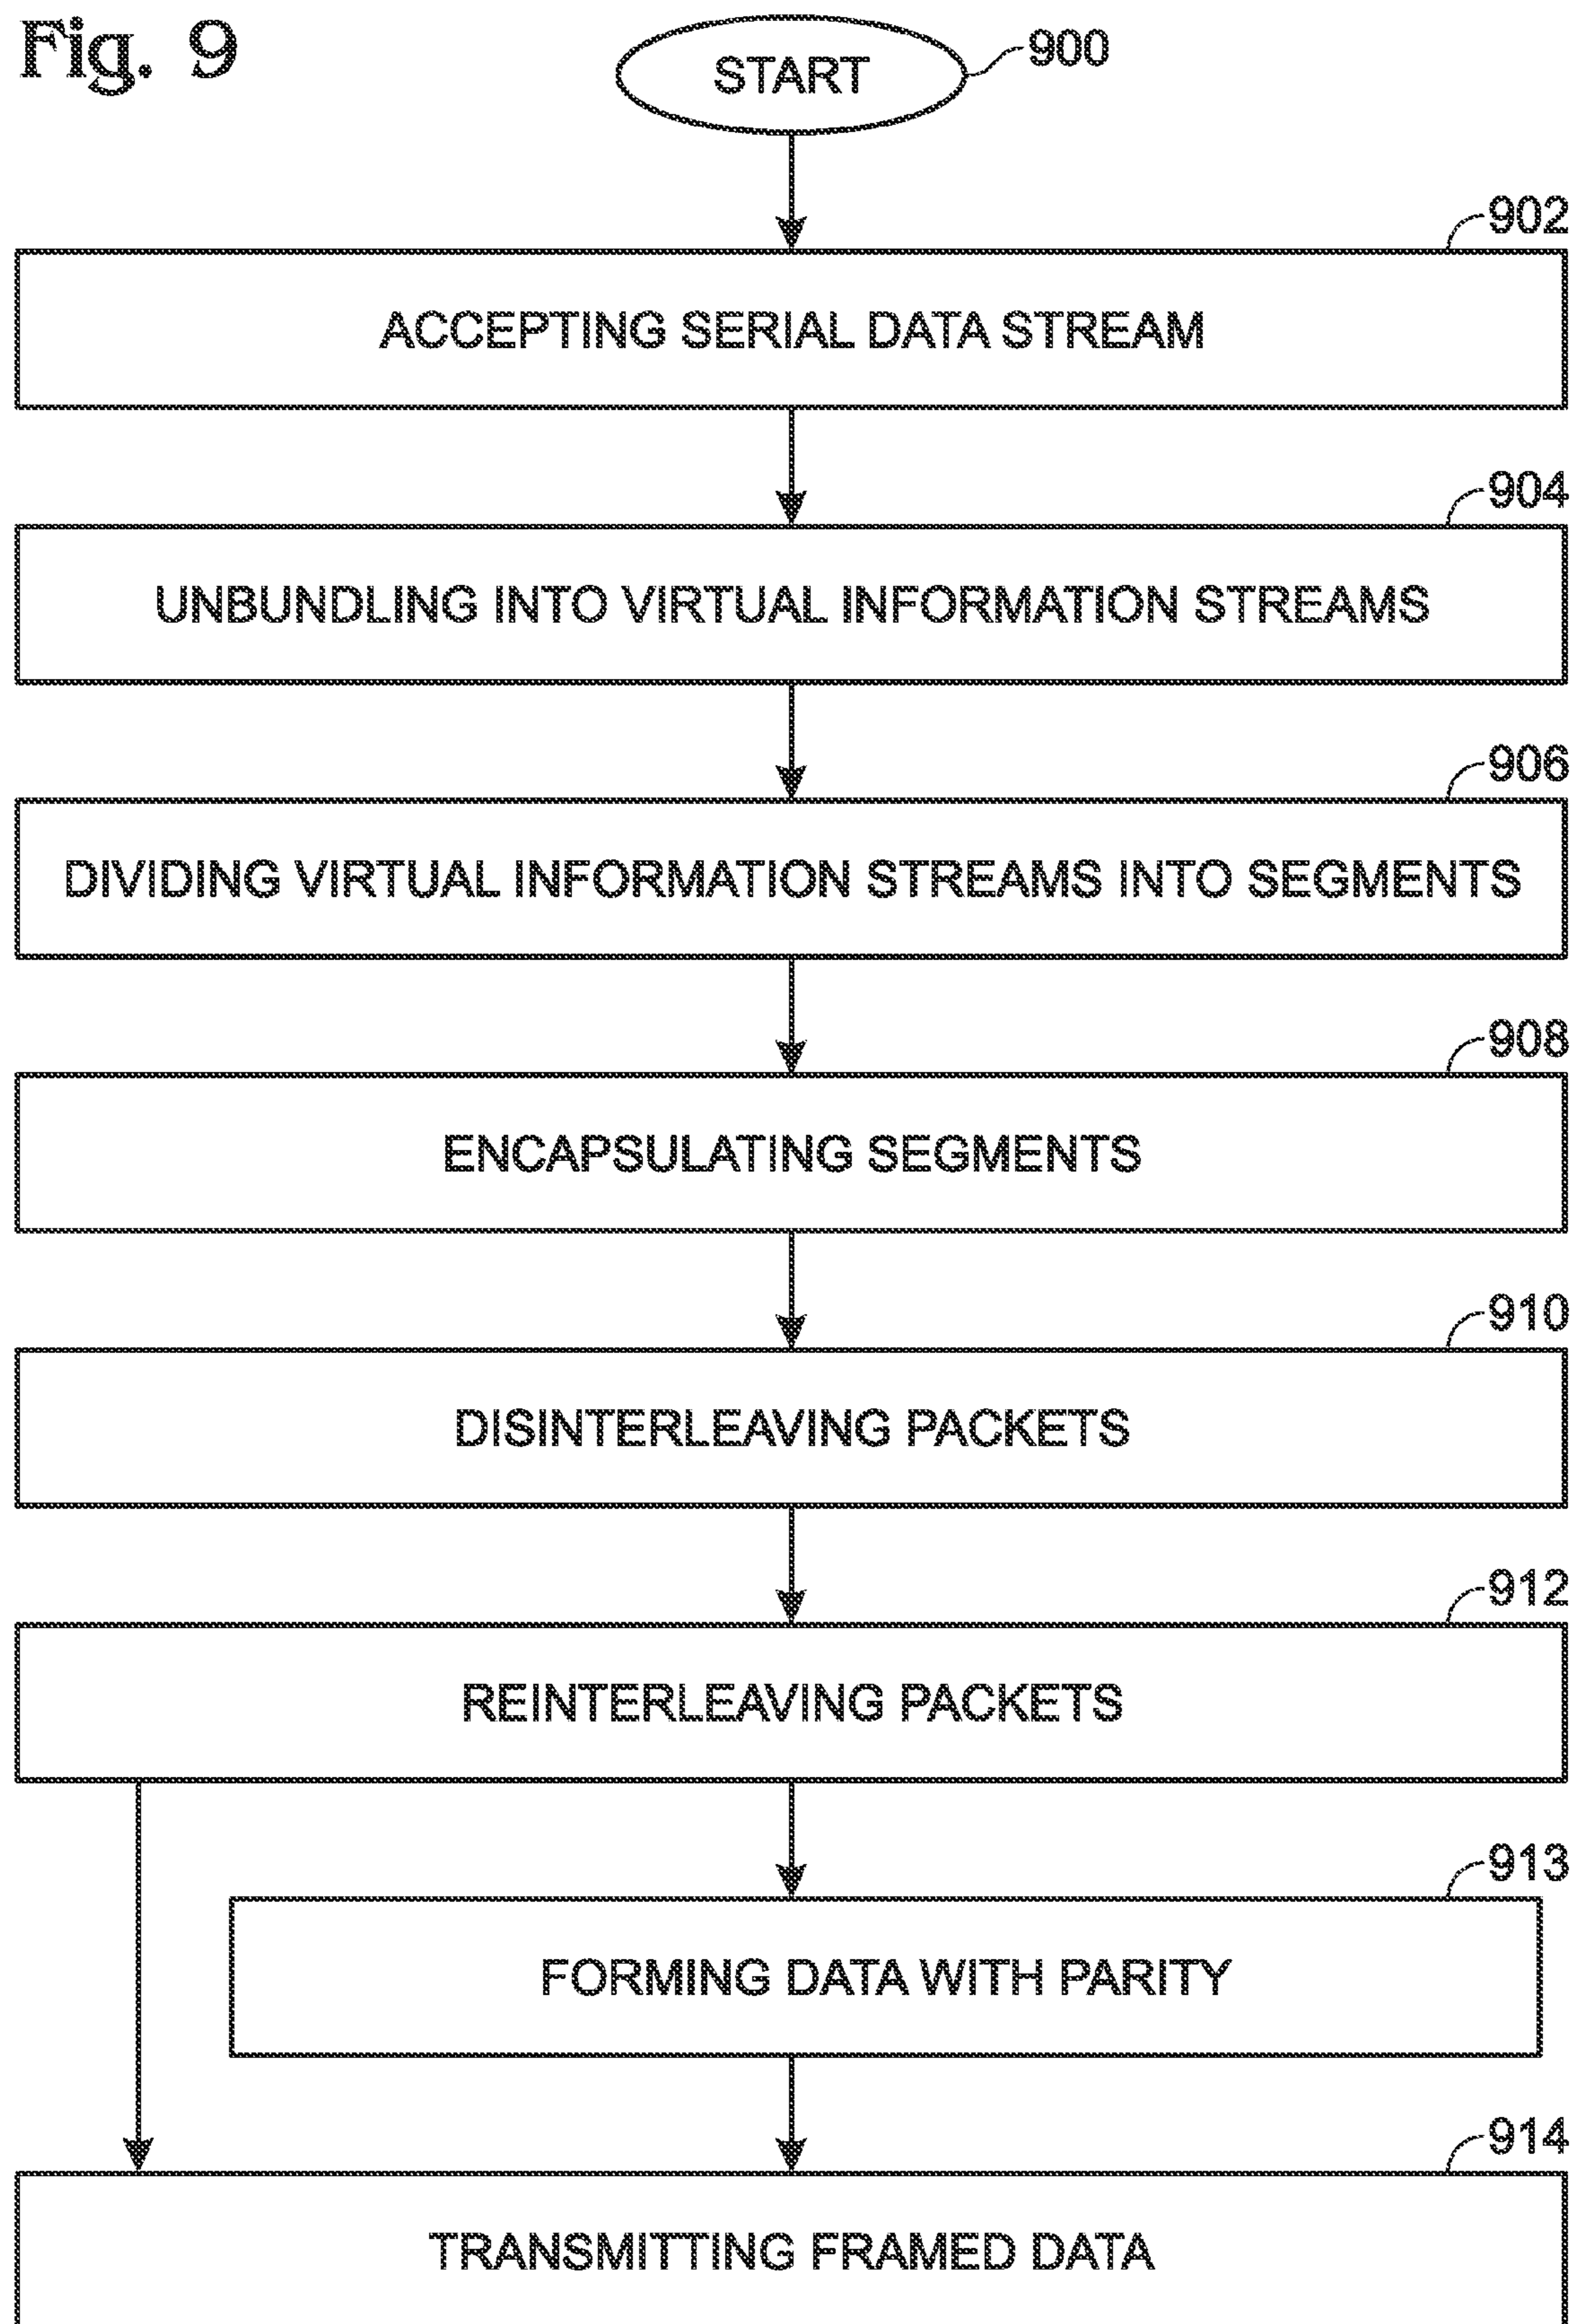 Fig. 9
START
900
902
ACCEPTING SERIAL DATA STREAM
904
UNBUNDLING INTO VIRTUAL INFORMATION STREAMS
906
DIVIDING VIRTUAL INFORMATION STREAMS INTO SEGMENTS
908
ENCAPSULATING SEGMENTS
910
DISINTERLEAVING PACKETS
912
REINTERLEAVING PACKETS
913
FORMING DATA WITH PARITY
914
TRANSMITTING FRAMED DATA